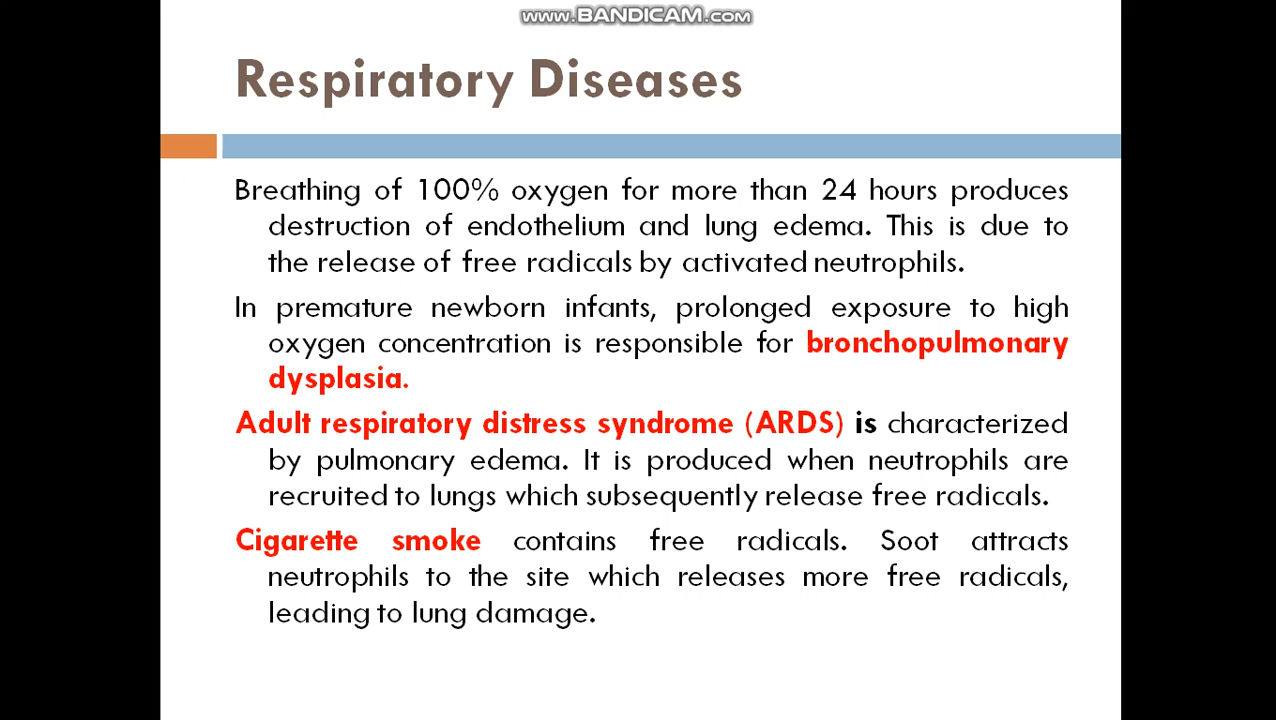 www.BANDICAM.com
Respiratory Diseases
Breathing of 100% oxygen for more than 24 hours produces
destruction of endothelium and lung edema. This is due to
the release of free radicals by activated neutrophils.
In premature newborn infants, prolonged exposure to high
oxygen concentration is responsible for bronchopulmonary
dysplasia.
Adult respiratory distress syndrome (ARDS) is characterized
by pulmonary edema. It is produced when neutrophils are
recruited to lungs which subsequently release free radicals.
Cigarette smoke contains free radicals. Soot attracts
neutrophils to the site which releases more free radicals,
leading to lung damage.